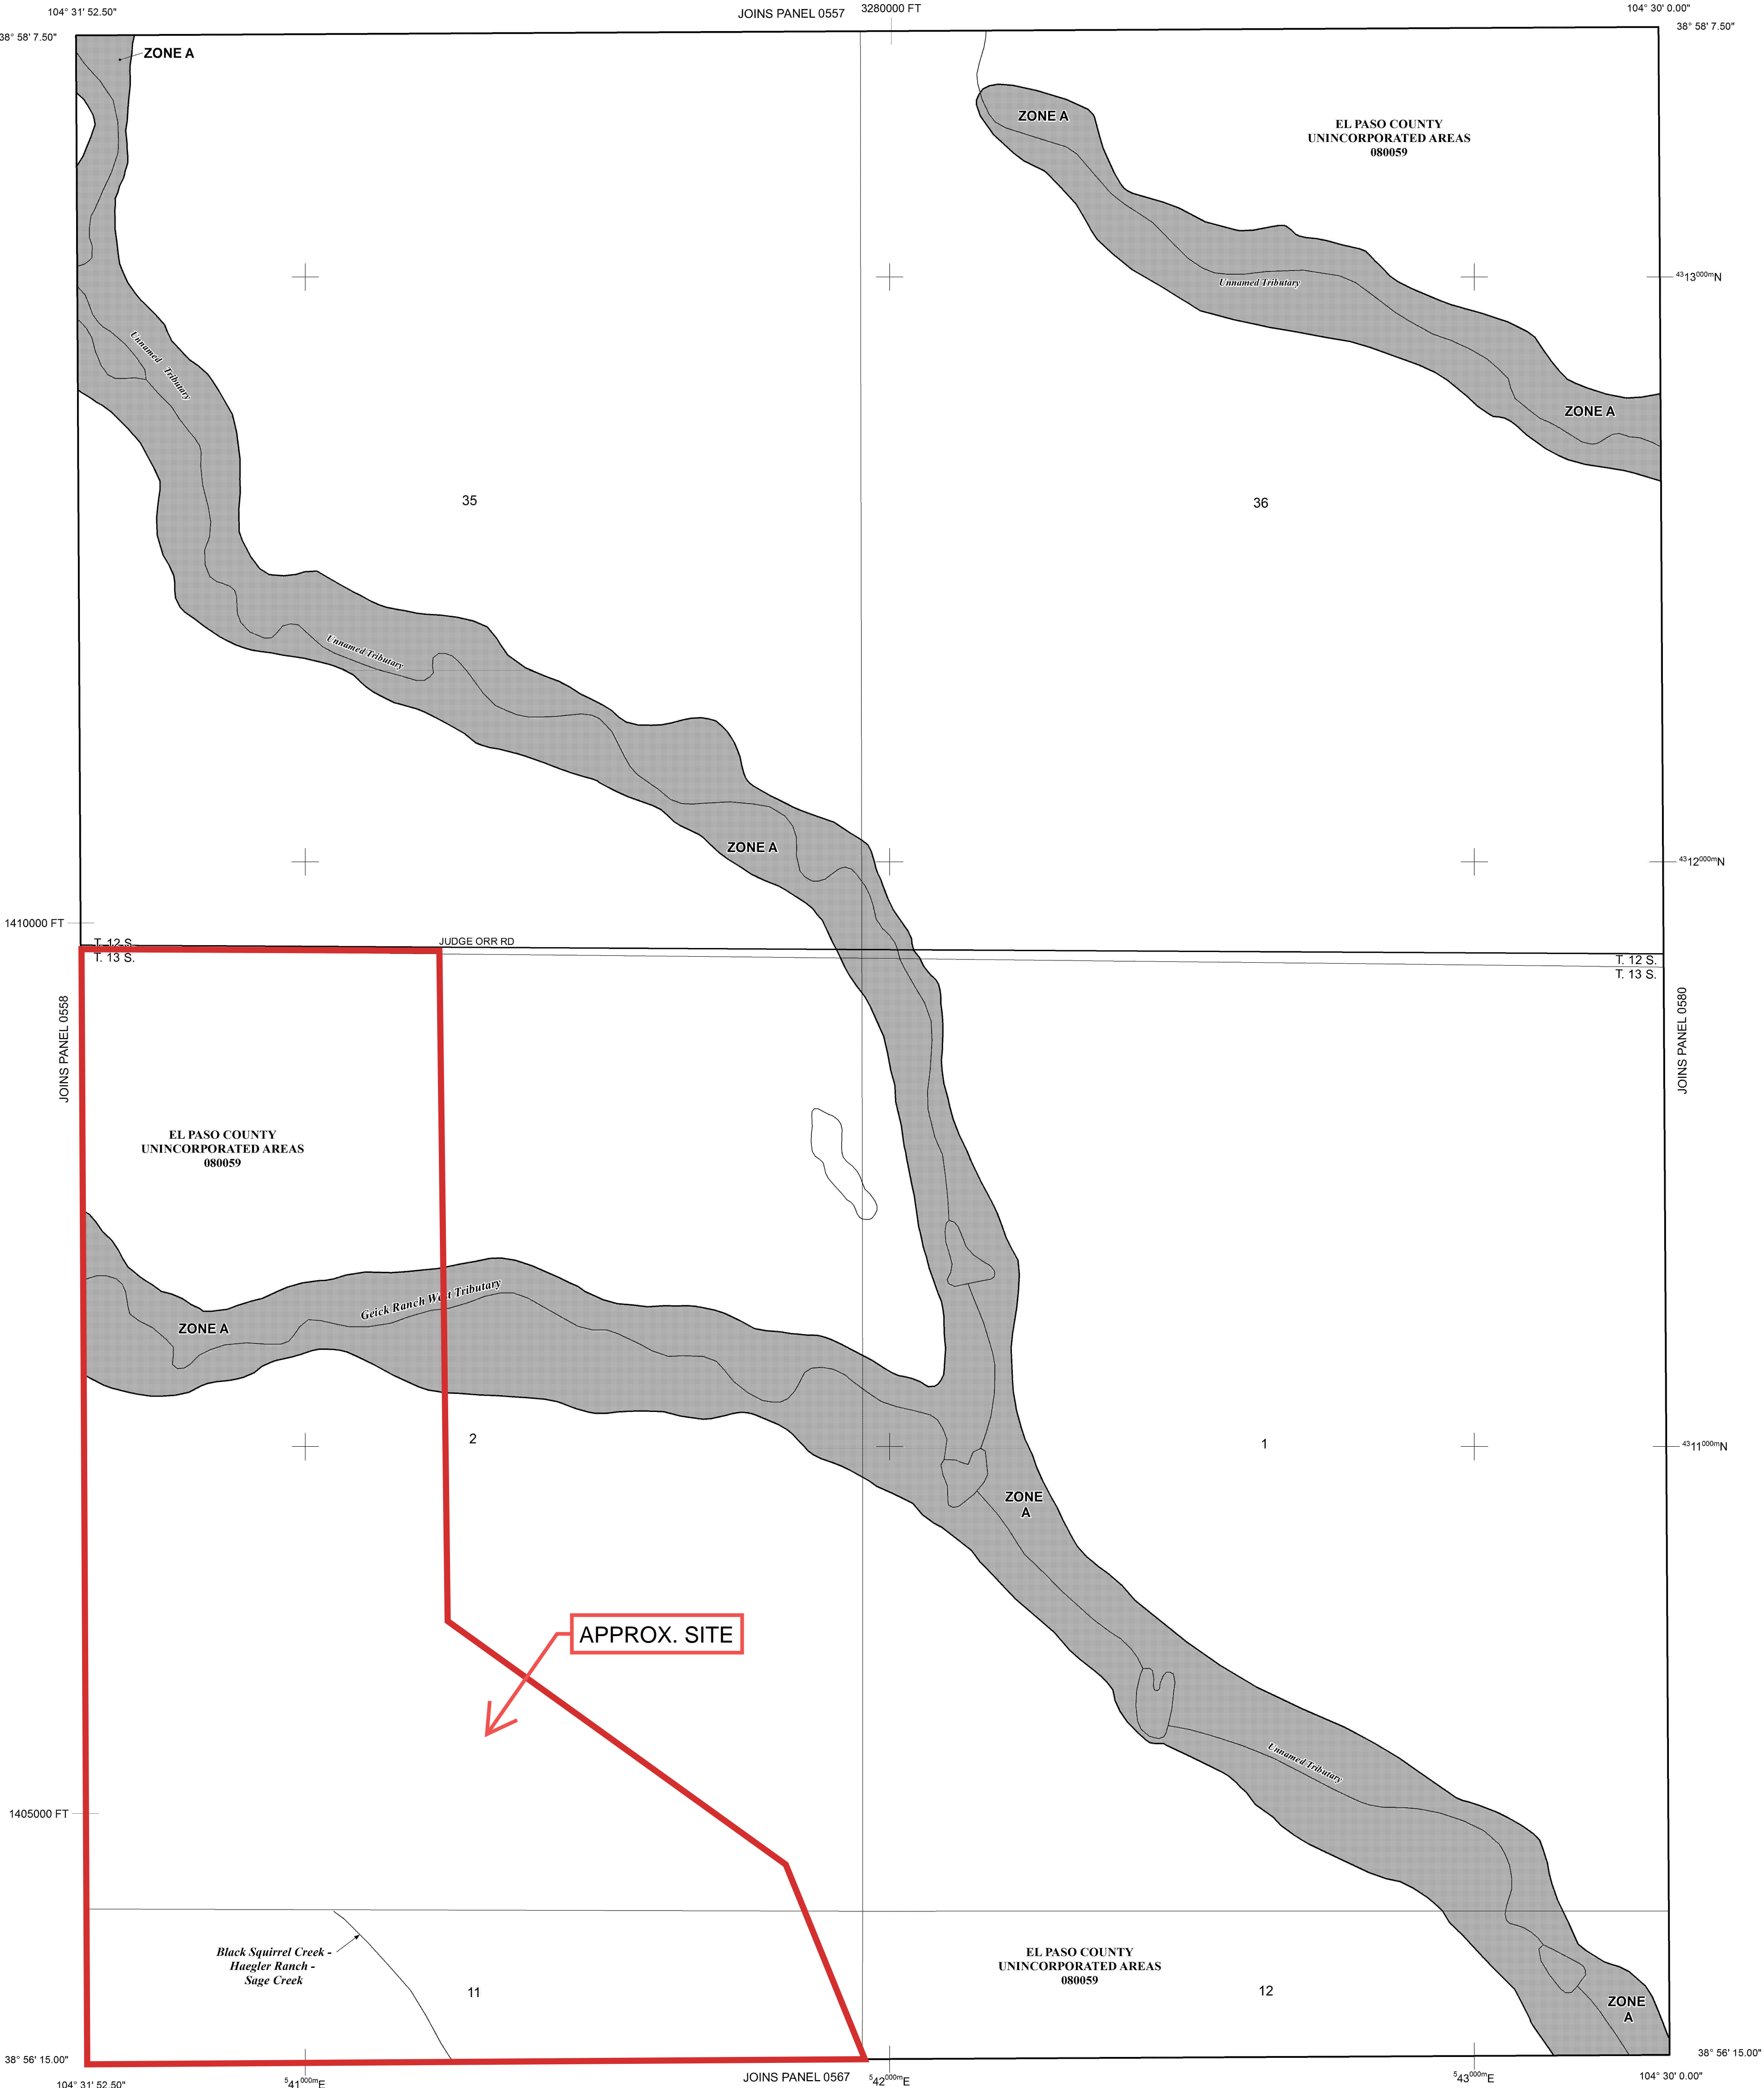 104° 31' 52.50"
JOINS PANEL 0557
3280000 FT
104° 30' 0.00"
38° 58' 7.50"
38° 58' 7.50"
ZONE A
ZONE A
EL PASO COUNTY
UNINCORPORATED AREAS
080059
Unnamed Tributary
4313000mN
Unnamed Tributary
ZONE A
35
36
Unnamed Tributary
ZONE A
4312000mN
1410000 FT
T. 12 S.
JUDGE ORR RD
T. 13 S.
T. 12 S.
T. 13 S.
JOINS PANEL 0558
JOINS PANEL 0580
EL PASO COUNTY
UNINCORPORATED AREAS
080059
Geick Ranch West Tributary
ZONE A
2
1
4311000mN
ZONE
A
APPROX. SITE
Unnamed Tributary
1405000 FT
Black Squirrel Creek -
Haegler Ranch -
Sage Creek
EL PASO COUNTY
UNINCORPORATED AREAS
080059
11
12
ZONE
A
38° 56' 15.00"
38° 56' 15.00"
104° 31' 52.50"
541000mE
JOINS PANEL 0567
542000mE
543000mE
104° 30' 0.00"